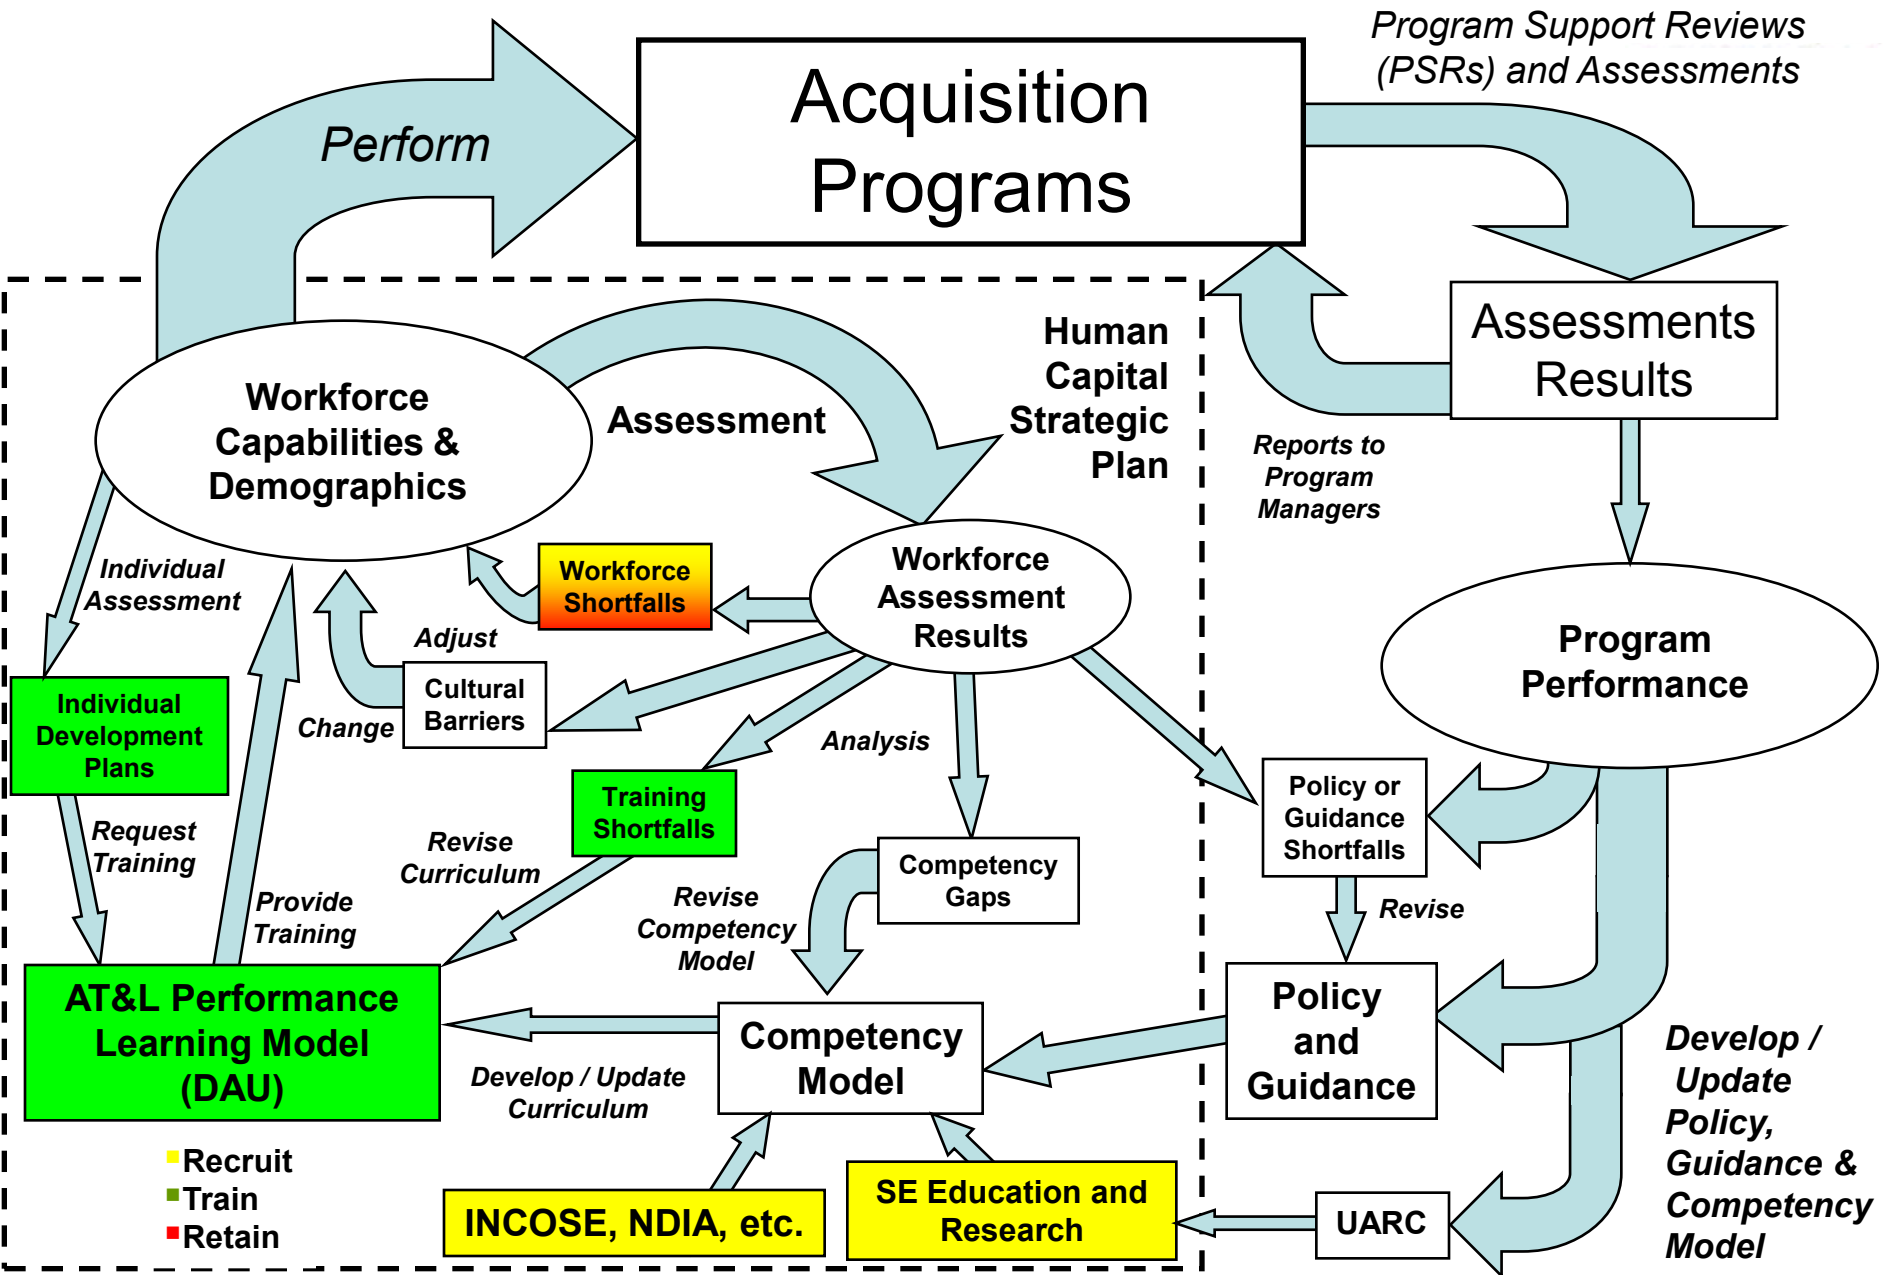 Program Support Reviews
(PSRs) and Assessments
Acquisition
Programs
Perform
Assessments
Results
Human
Capital
Strategic
Plan
Workforce
Capabilities &
Demographics
Assessment
Reports to
Program
Managers
Workforce
Assessment
Results
Workforce
Shortfalls
Individual
Assessment
Adjust
Program
Performance
Cultural
Barriers
Change
Individual
Development
Plans
Analysis
Training
Shortfalls
Policy or
Guidance
Shortfalls
Request
Training
Revise
Curriculum
Competency
Gaps
Revise
Competency
Model
Revise
Provide
Training
AT&L Performance
Learning Model
(DAU)
Competency
Model
Policy
and
Guidance
Develop / Update
Curriculum
Develop /
Update
Policy,
Guidance &
Competency
Model
Recruit
Train
Retain
INCOSE, NDIA, etc.
SE Education and
Research
UARC